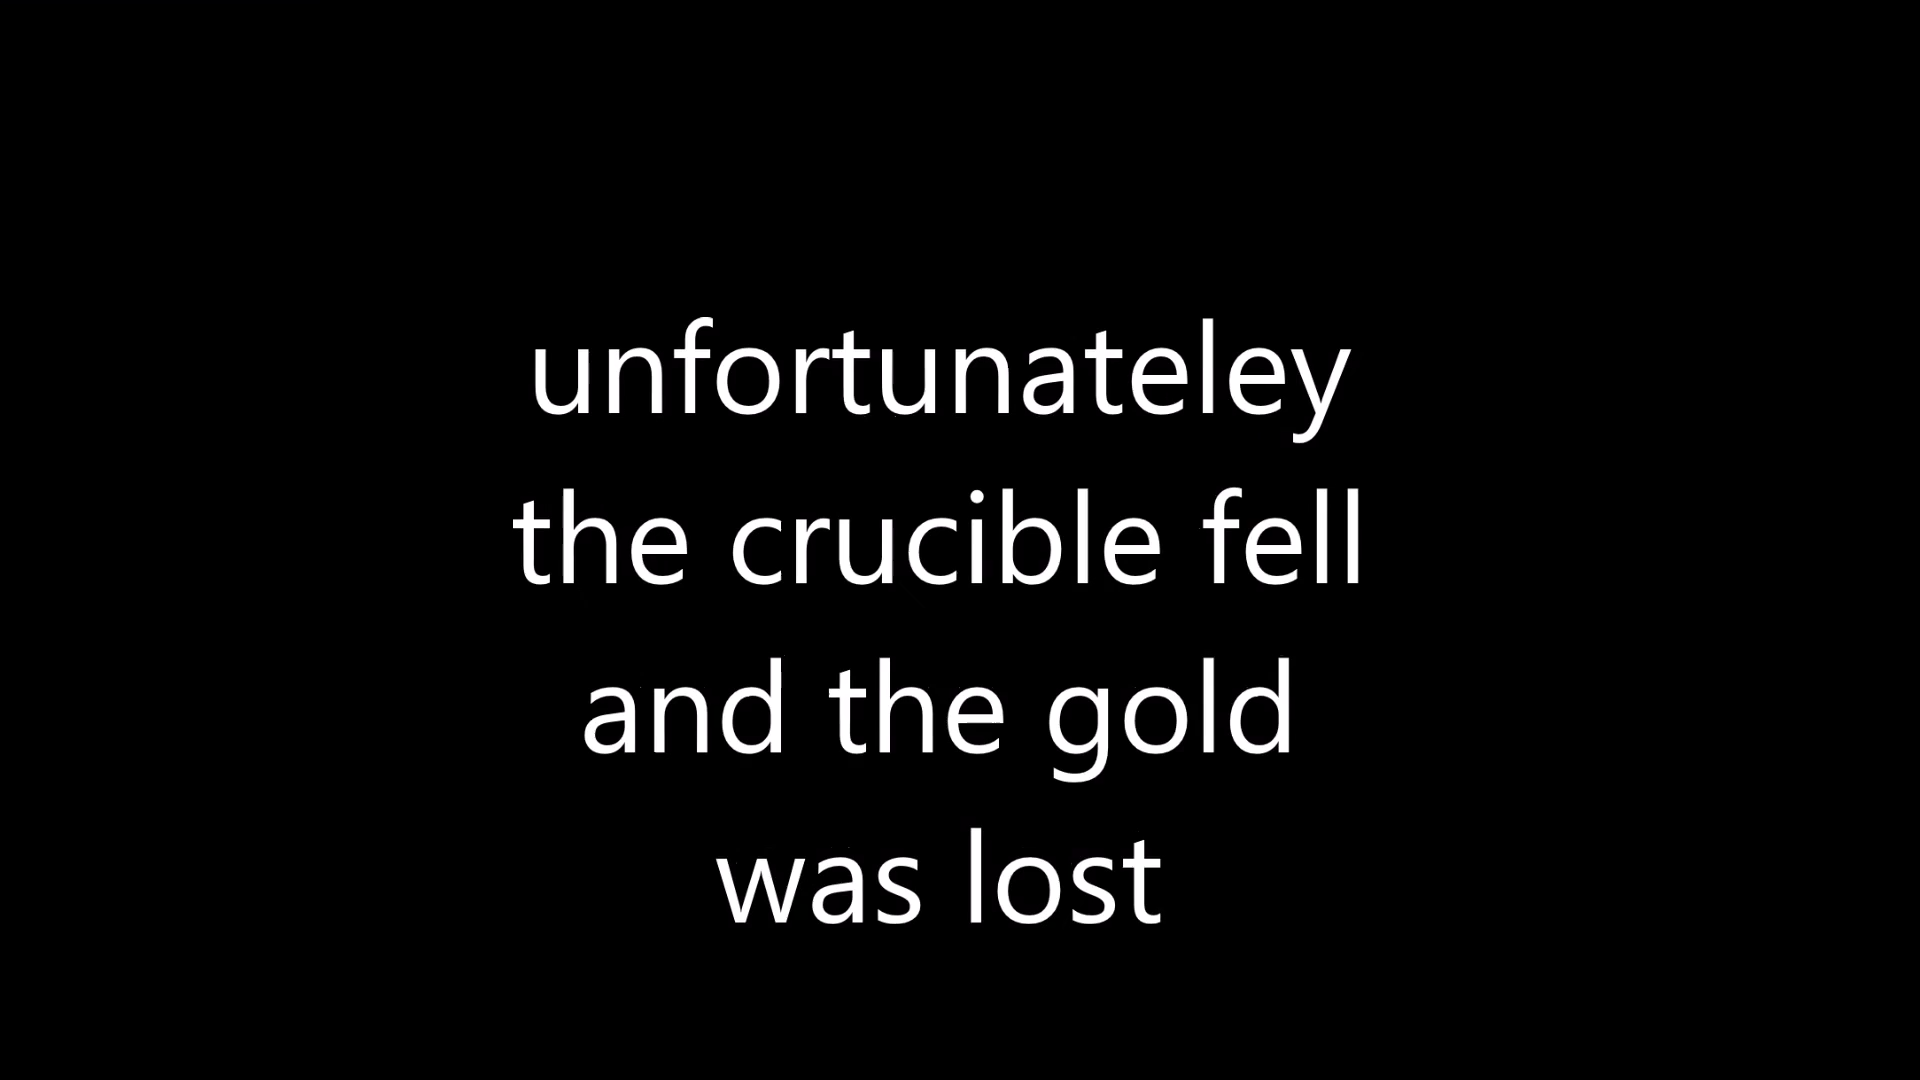 unfortunateley
the crucible fell
and the gold
was lost